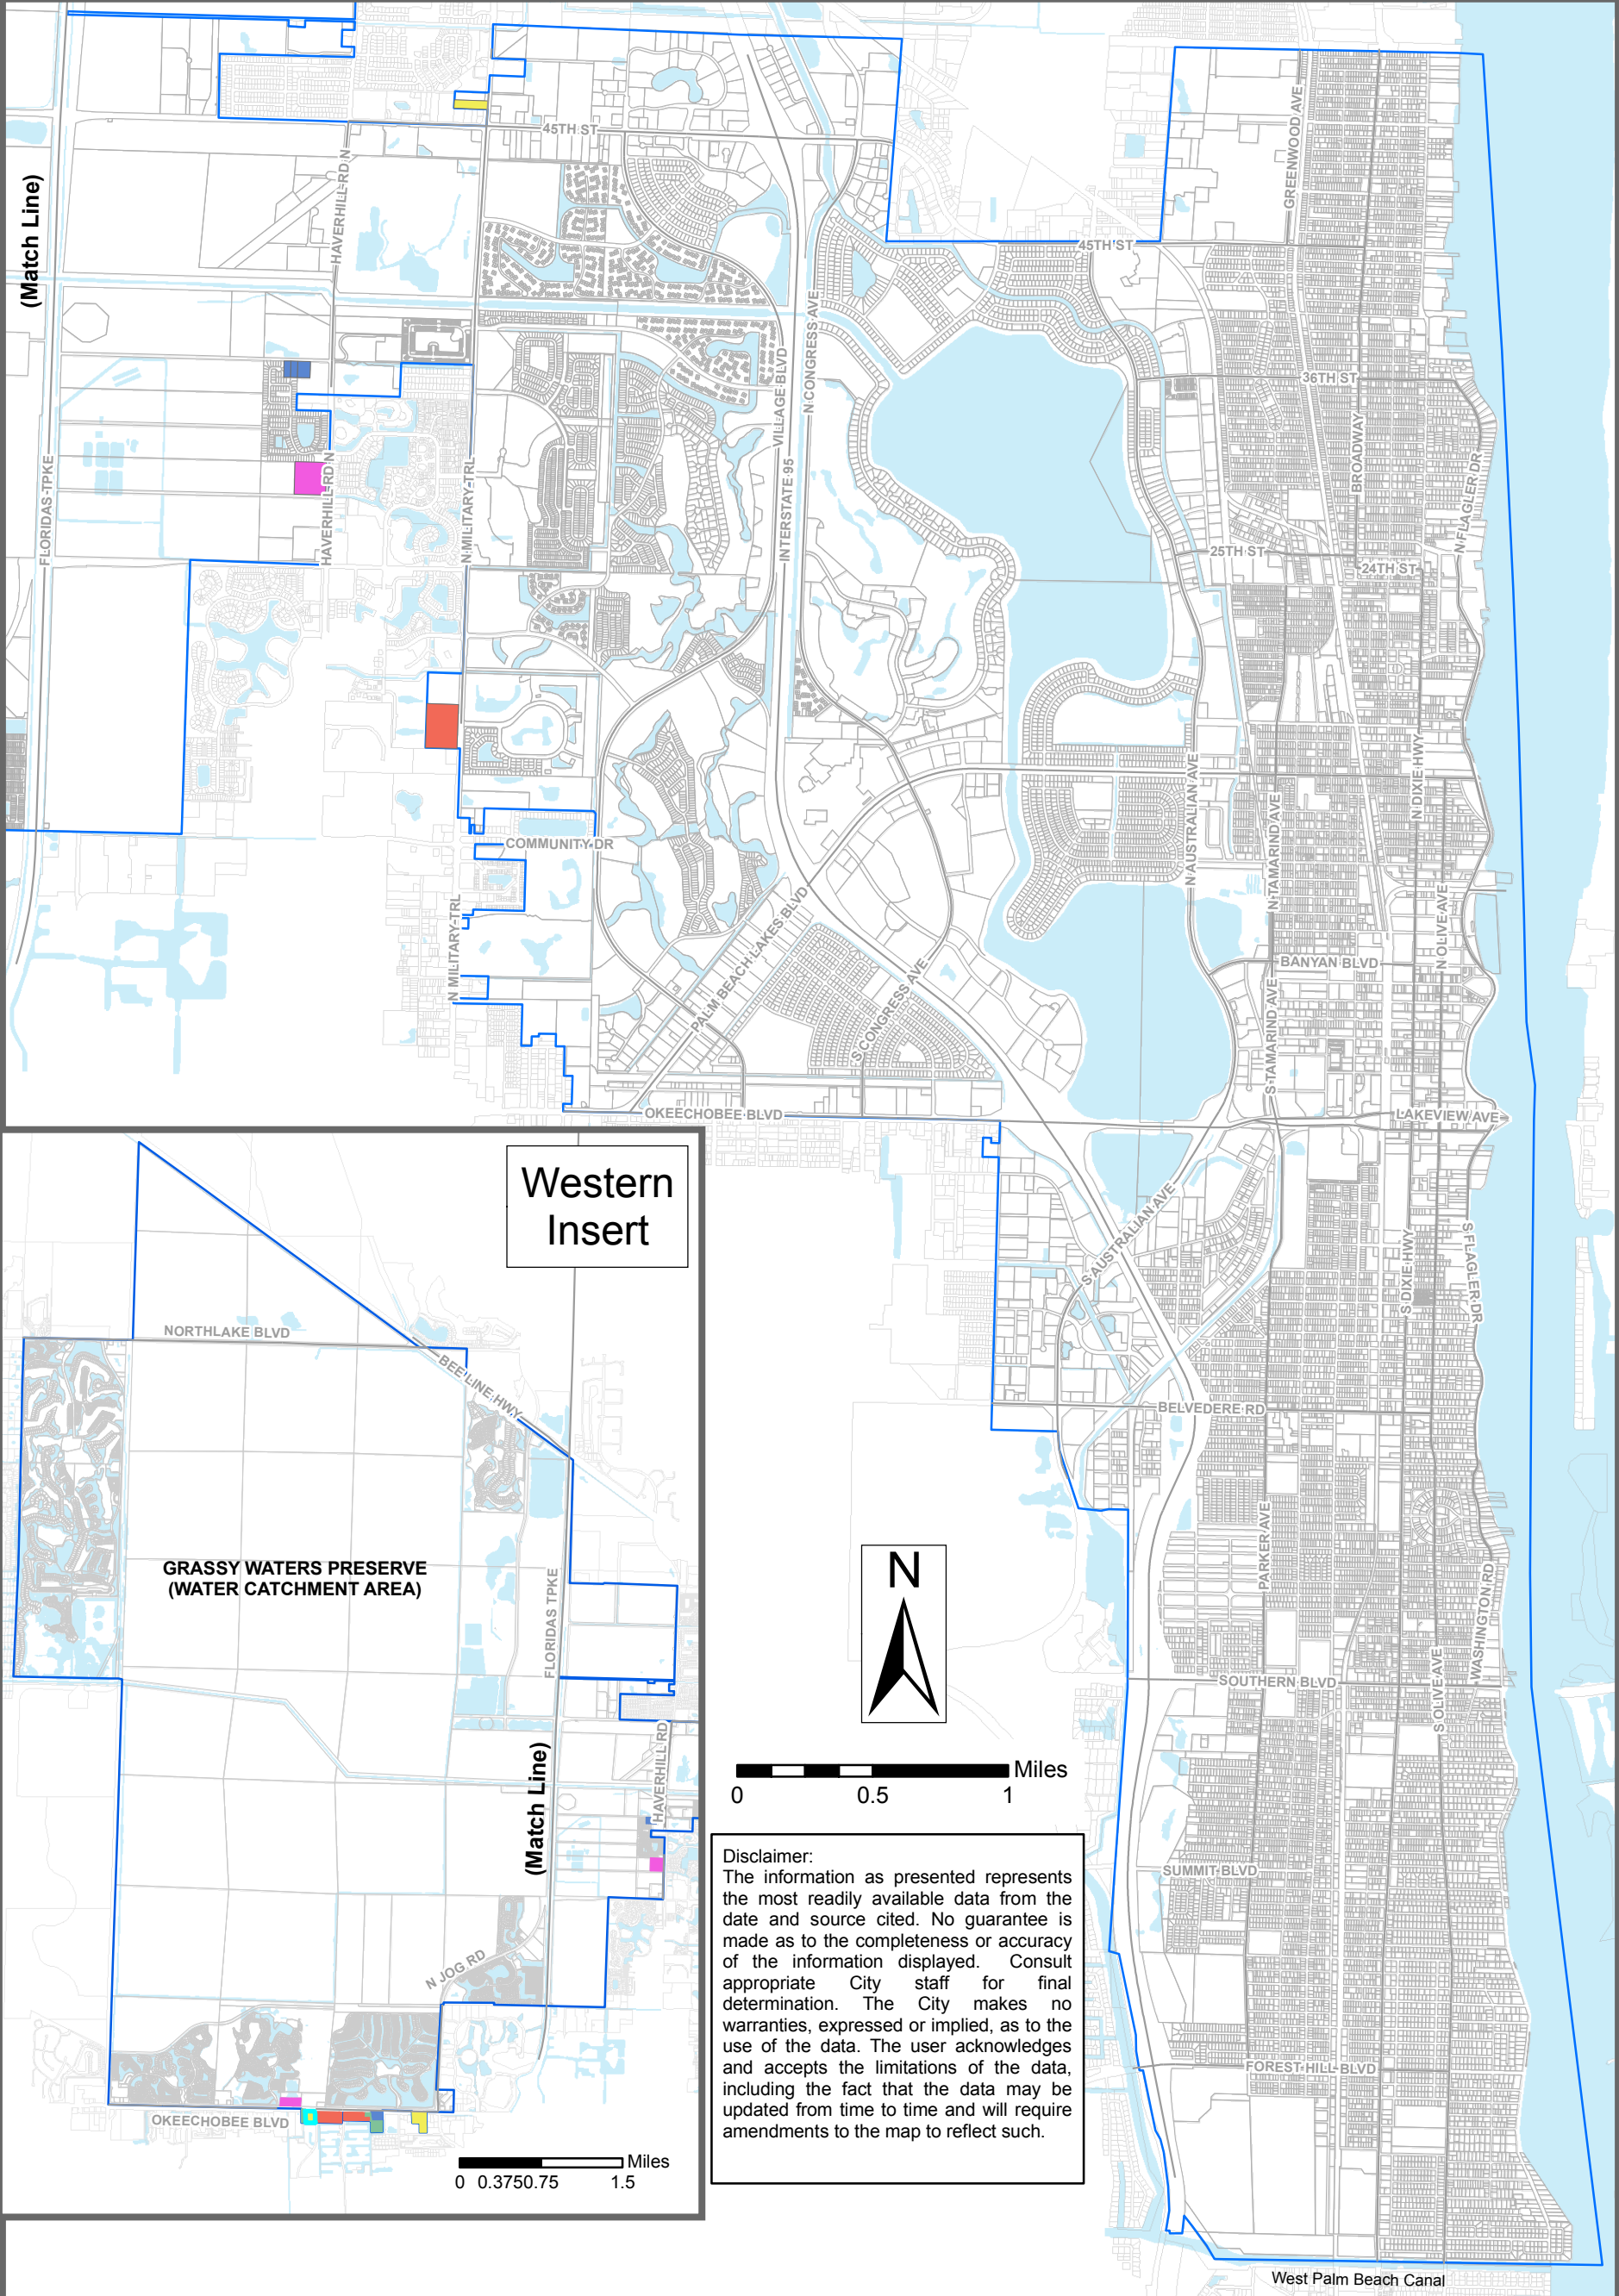 45TH ST
GREENWOOD AVE
(Match Line)
HAVERHILL RD N
45TH ST
N CONGRESS AVE
VILLAGE BLVD
36TH ST
BROADWAY
N FLAGLER DR
FLORIDAS TPKE
HAVERHILL RD N
N MILITARY TRL
INTERSTATE 95
25TH ST
24TH ST
N DIXIE HWY
N AUSTRALIAN AVE
N TAMARIND AVE
COMMUNITY DR
N MILITARY TRL
PALM BEACH LAKES BLVD
N OLIVE AVE
BANYAN BLVD
S CONGRESS AVE
S TAMARIND AVE
OKEECHOBEE BLVD
LAKEVIEW AVE
Western
Insert
S AUSTRALIAN AVE
S DIXIE HWY
S FLAGLER DR
NORTHLAKE BLVD
BEE LINE HWY
BELVEDERE RD
GRASSY WATERS PRESERVE
(WATER CATCHMENT AREA)
FLORIDAS TPKE
N
PARKER AVE
WASHINGTON RD
SOUTHERN BLVD
S OLIVE AVE
HAVERHILL RD
(Match Line)
Miles
0 0.5 1
Disclaimer:
The information as presented represents
the most readily available data from the
date and source cited. No guarantee is
made as to the completeness or accuracy
of the information displayed. Consult
appropriate City staff for final
determination. The City makes no
warranties, expressed or implied, as to the
use of the data. The user acknowledges
and accepts the limitations of the data,
including the fact that the data may be
updated from time to time and will require
amendments to the map to reflect such.
SUMMIT BLVD
N JOG RD
FOREST HILL BLVD
OKEECHOBEE BLVD
Miles
0 0.3750.75 1.5
West Palm Beach Canal